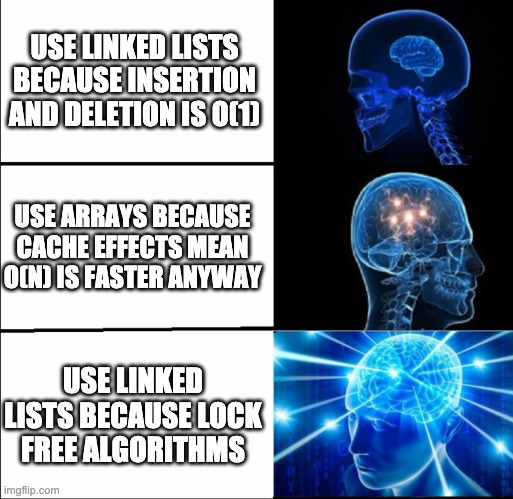 USE LINKED LISTS
BECAUSE INSERTION
AND DELETION IS O(1)
USE ARRAYS BECAUSE
CACHE EFFECTS MEAN
O(N) IS FASTER ANYWAY
USE LINKED
LISTS BECAUSE LOCK
FREE ALGORITHMS
imgflip.com